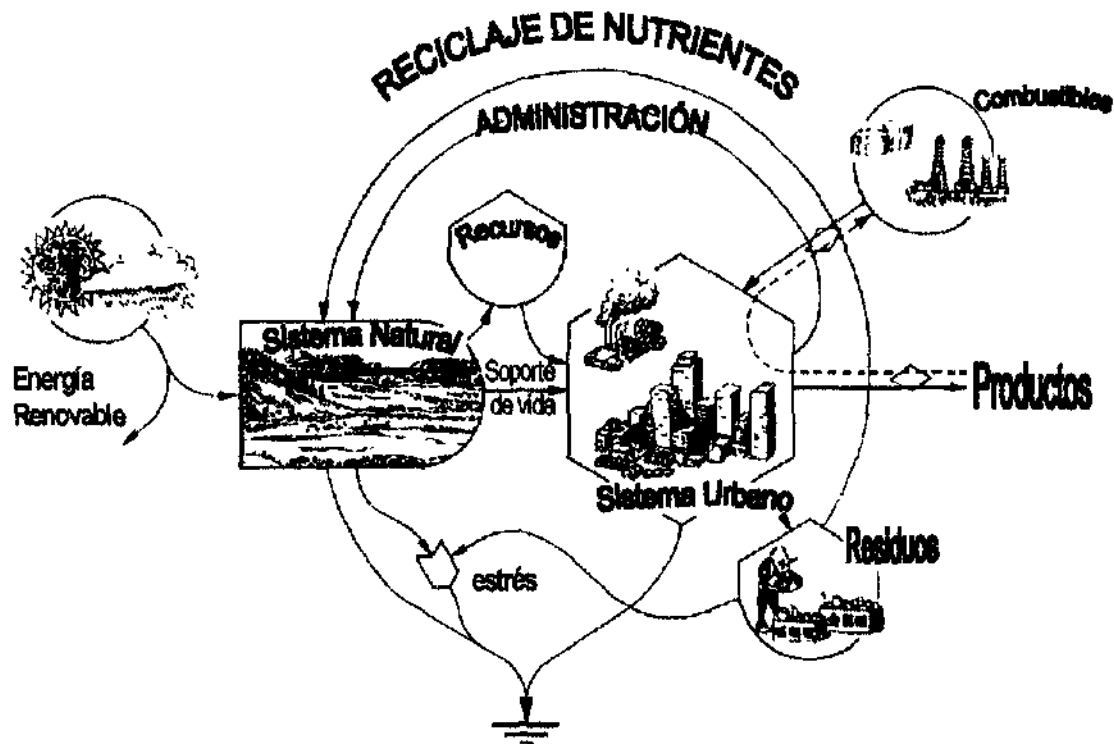 RECICLAJE DE NUTRIENTES
ADMINISTRACIÓN
Combustibles
Recursos
Sistema Natural
Energía
Renovable
Soporte
de vida
Productos
Sistema Urbano
Residuos
estrés